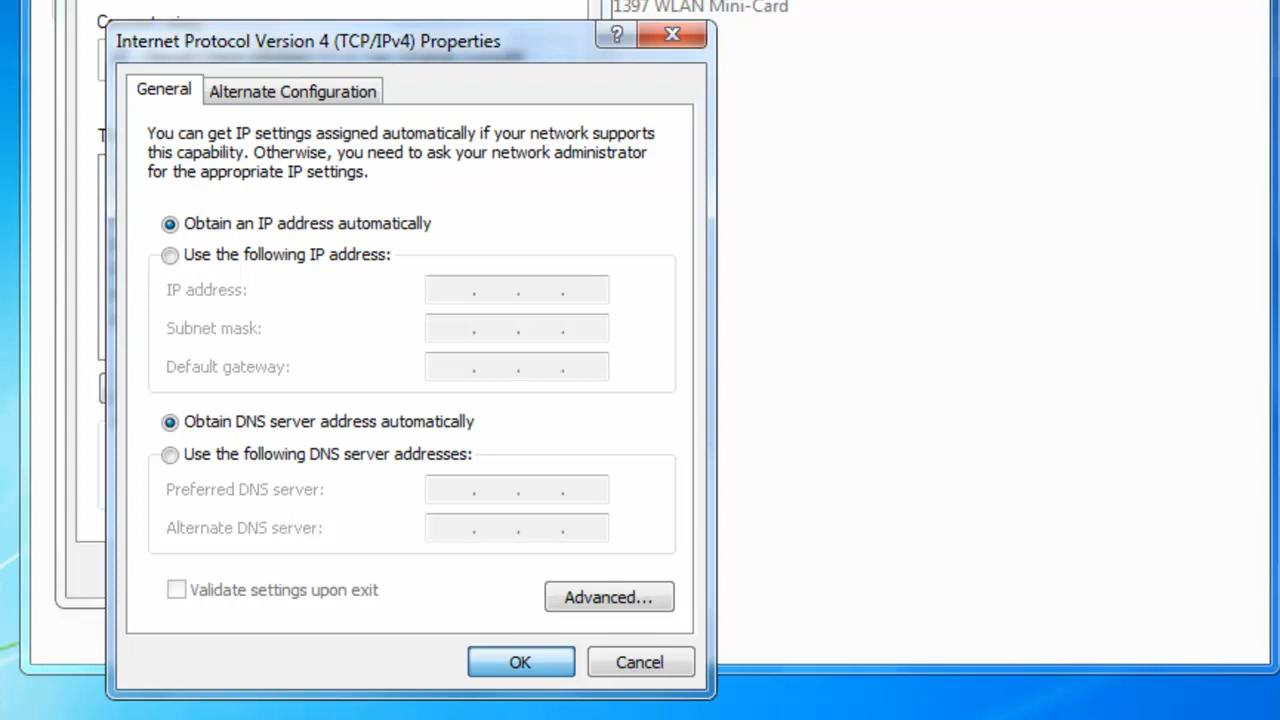 1397 WLAN Mini-Card
Internet Protocol Version 4 (TCP/IPv4) Properties
?
General
Alternate Configuration
You can get IP settings assigned automatically if your network supports
this capability. Otherwise, you need to ask your network administrator
for the appropriate IP settings.
Obtain an IP address automatically
Use the following IP address:
IP address:
. . .
Subnet mask:
. . .
Default gateway:
. . .
Obtain DNS server address automatically
Use the following DNS server addresses:
Preferred DNS server:
. . .
Alternate DNS server:
. . .
Validate settings upon exit
Advanced...
OK
Cancel